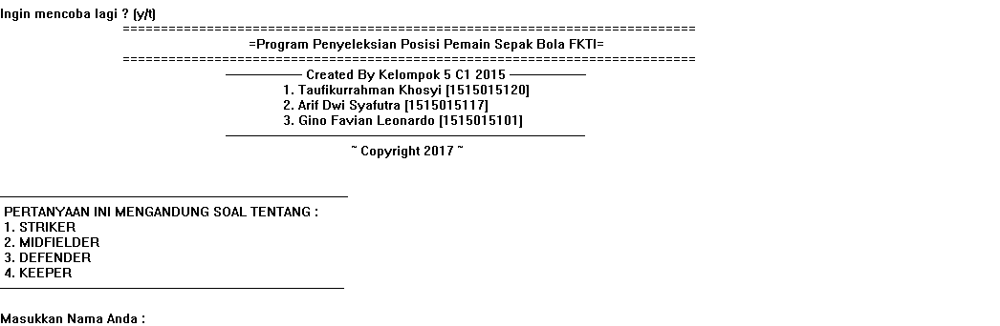 Ingin mencoba lagi ? (y/t)
===========================================================================
=Program Penyeleksian Posisi Pemain Sepak Bola FKTI=
===========================================================================
-------------------- Created By Kelompok 5 C1 2015 --------------------
1. Taufikurrahman Khosyi [1515015120]
2. Arif Dwi Syafutra [1515015117]
3. Gino Favian Leonardo [1515015101]
~ Copyright 2017 ~
PERTANYAAN INI MENGANDUNG SOAL TENTANG :
1. STRIKER
2. MIDFIELDER
3. DEFENDER
4. KEEPER
Masukkan Nama Anda :